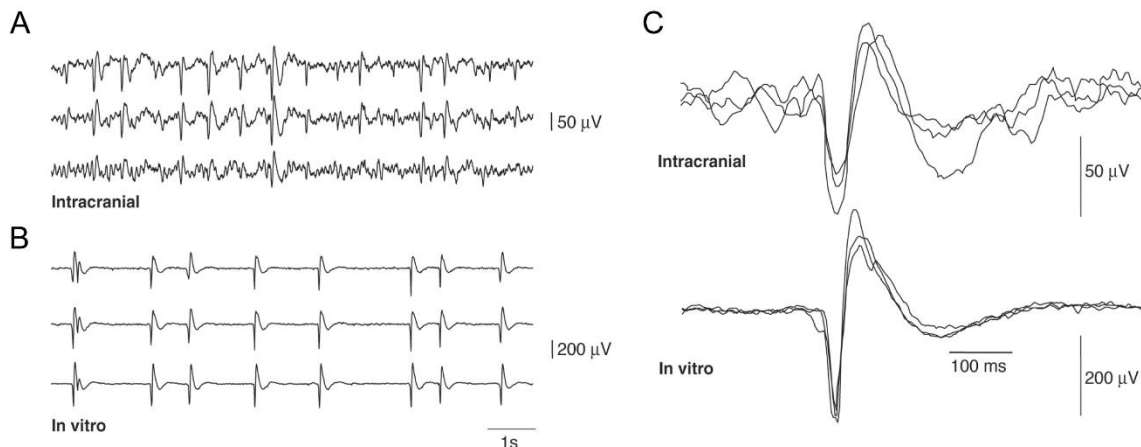 A
50 μV
Intracranial
B
200 μV
In vitro
1s
C
Intracranial
50 μV
100 ms
In vitro
200 μV